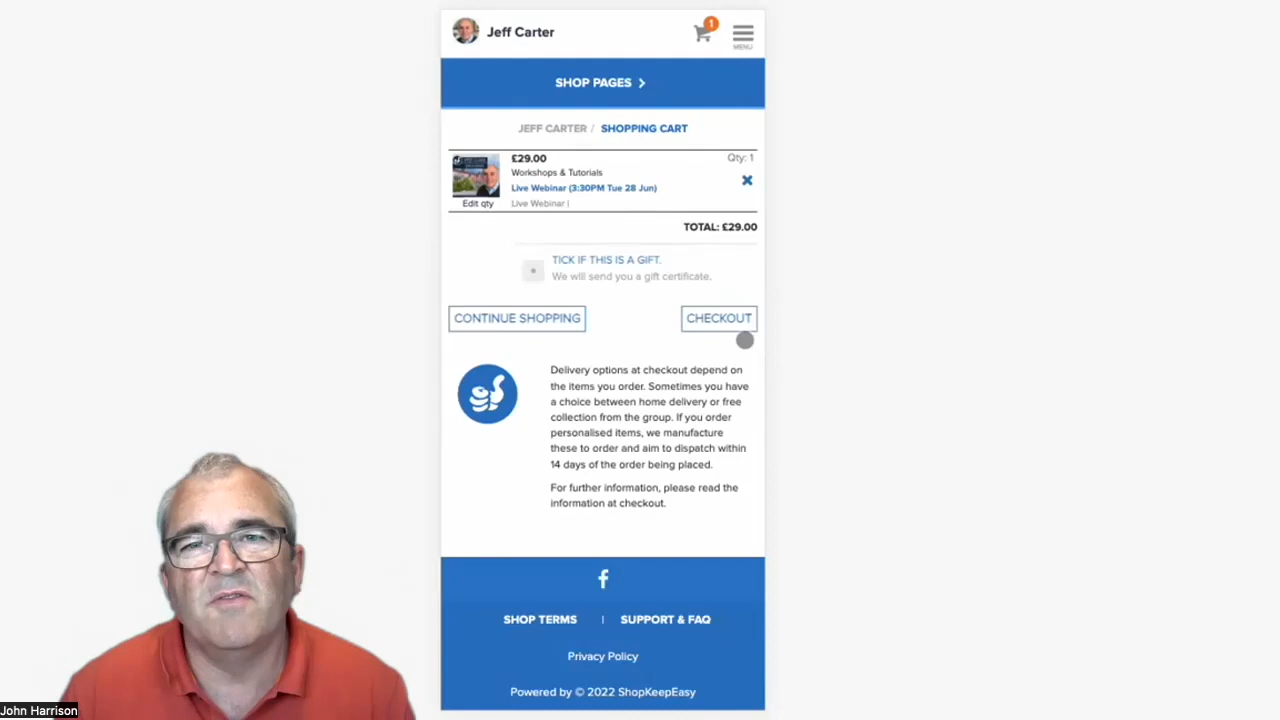 Jeff Carter
1
MENU
SHOP PAGES
JEFF CARTER / SHOPPING CART
£29.00
Qty: 1
Workshops & Tutorials
Live Webinar (3:30PM Tue 28 Jun)
Edit qty
Live Webinar |
TOTAL: £29.00
TICK IF THIS IS A GIFT.
We will send you a gift certificate.
CONTINUE SHOPPING
CHECKOUT
Delivery options at checkout depend on
the items you order. Sometimes you have
a choice between home delivery or free
collection from the group. If you order
personalised items, we manufacture
these to order and aim to dispatch within
14 days of the order being placed.
For further information, please read the
information at checkout.
SHOP TERMS | SUPPORT & FAQ
Privacy Policy
Powered by © 2022 ShopKeepEasy
John Harrison